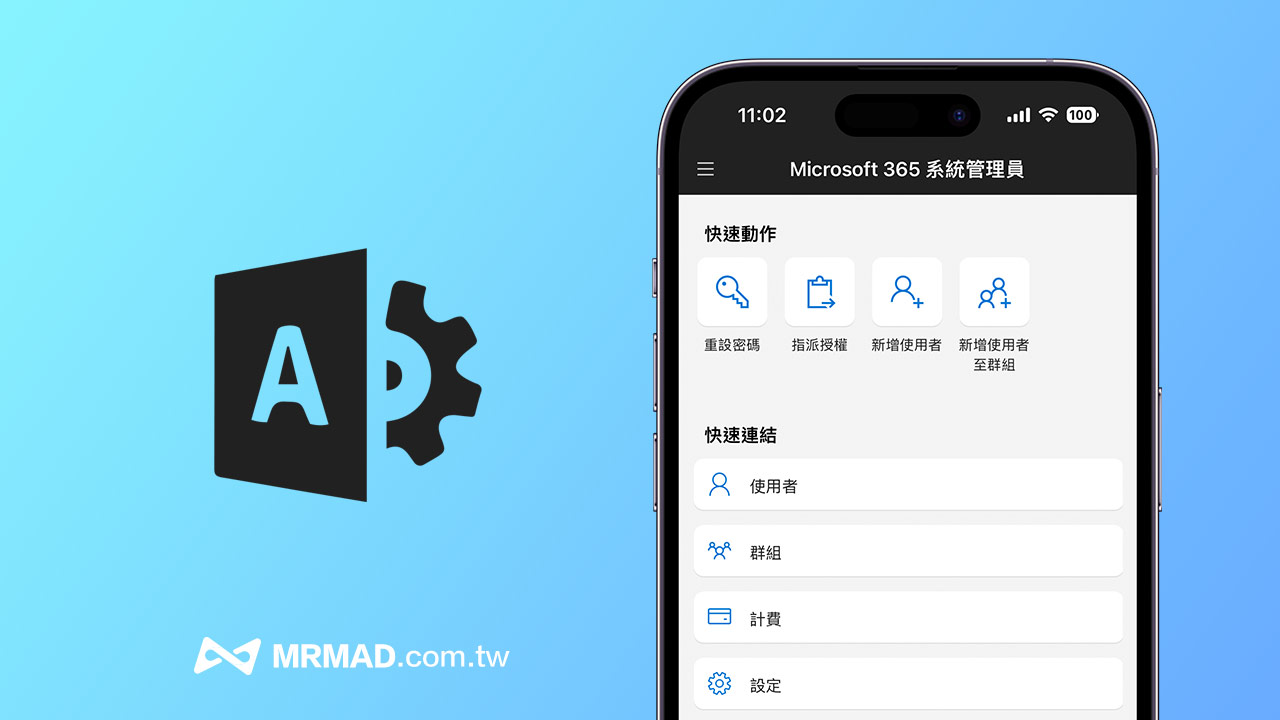 A
MRMAD.com.tw
11:02
100
Microsoft 365 系統管理員
快速動作
重設密碼
指派授權
新增使用者
新增使用者
至群組
快速連結
使用者
群組
計費
設定